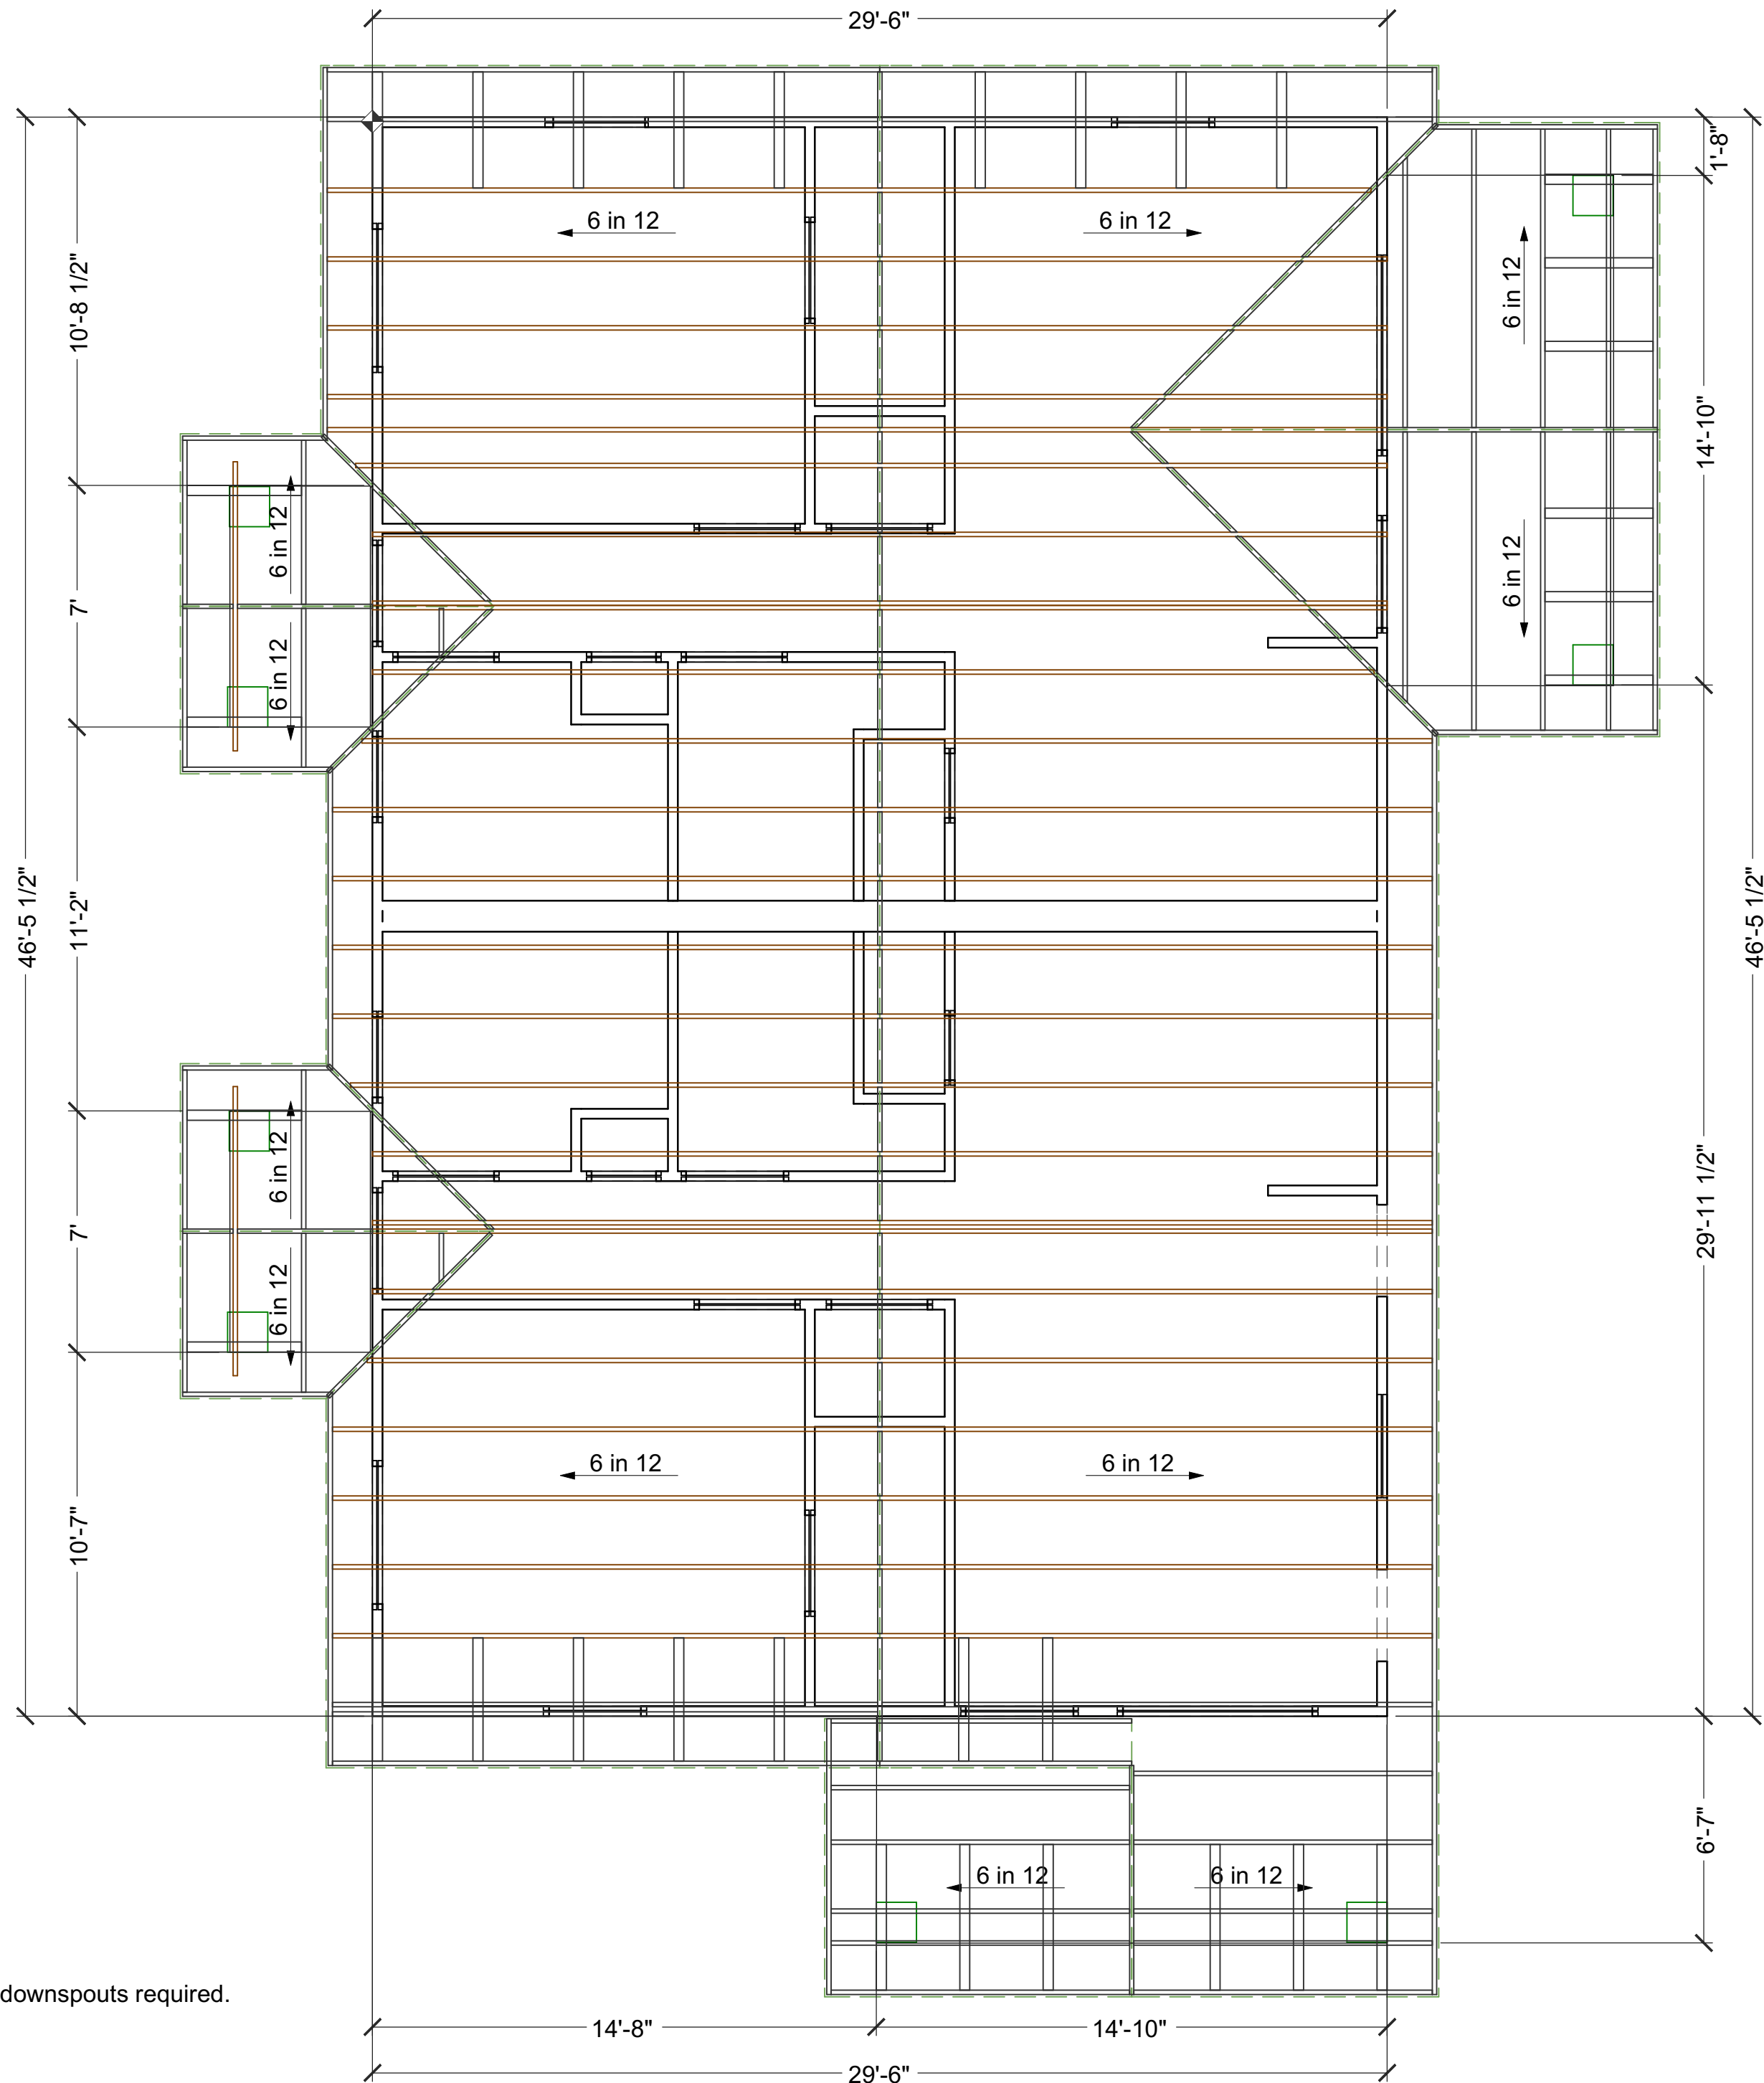 29'-6"
1'-8"
6 in 12
6 in 12
10'-8 1/2"
6 in 12
14'-10"
6 in 12
6 in 12
7'
6 in 12
46'-5 1/2"
11'-2"
46'-5 1/2"
6 in 12
29'-11 1/2"
7'
6 in 12
6 in 12
6 in 12
10'-7"
6'-7"
6 in 12
6 in 12
downspouts required.
14'-8"
14'-10"
29'-6"